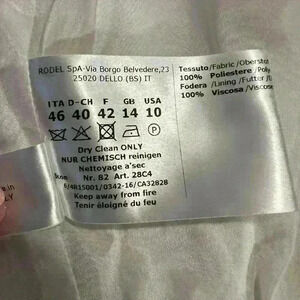 RODEL SpA-Via Borgo Belvedere,23
25020 DELLO (BS) IT
ITA D-CH F GB USA
46 40 42 14 10
Dry Clean ONLY
NUR CHEMISCH reinigen
Nettoyage a'sec
Nr. 82 Art. 28C4
6/4R15001/0342-16/CA32828
Keep away from fire
Tenir éloigné du feu
Tessuto/Fabric/Oberst
100% Poliestere /Poly
Fodera /Lining/Futter/
100% Viscosa/Viscose